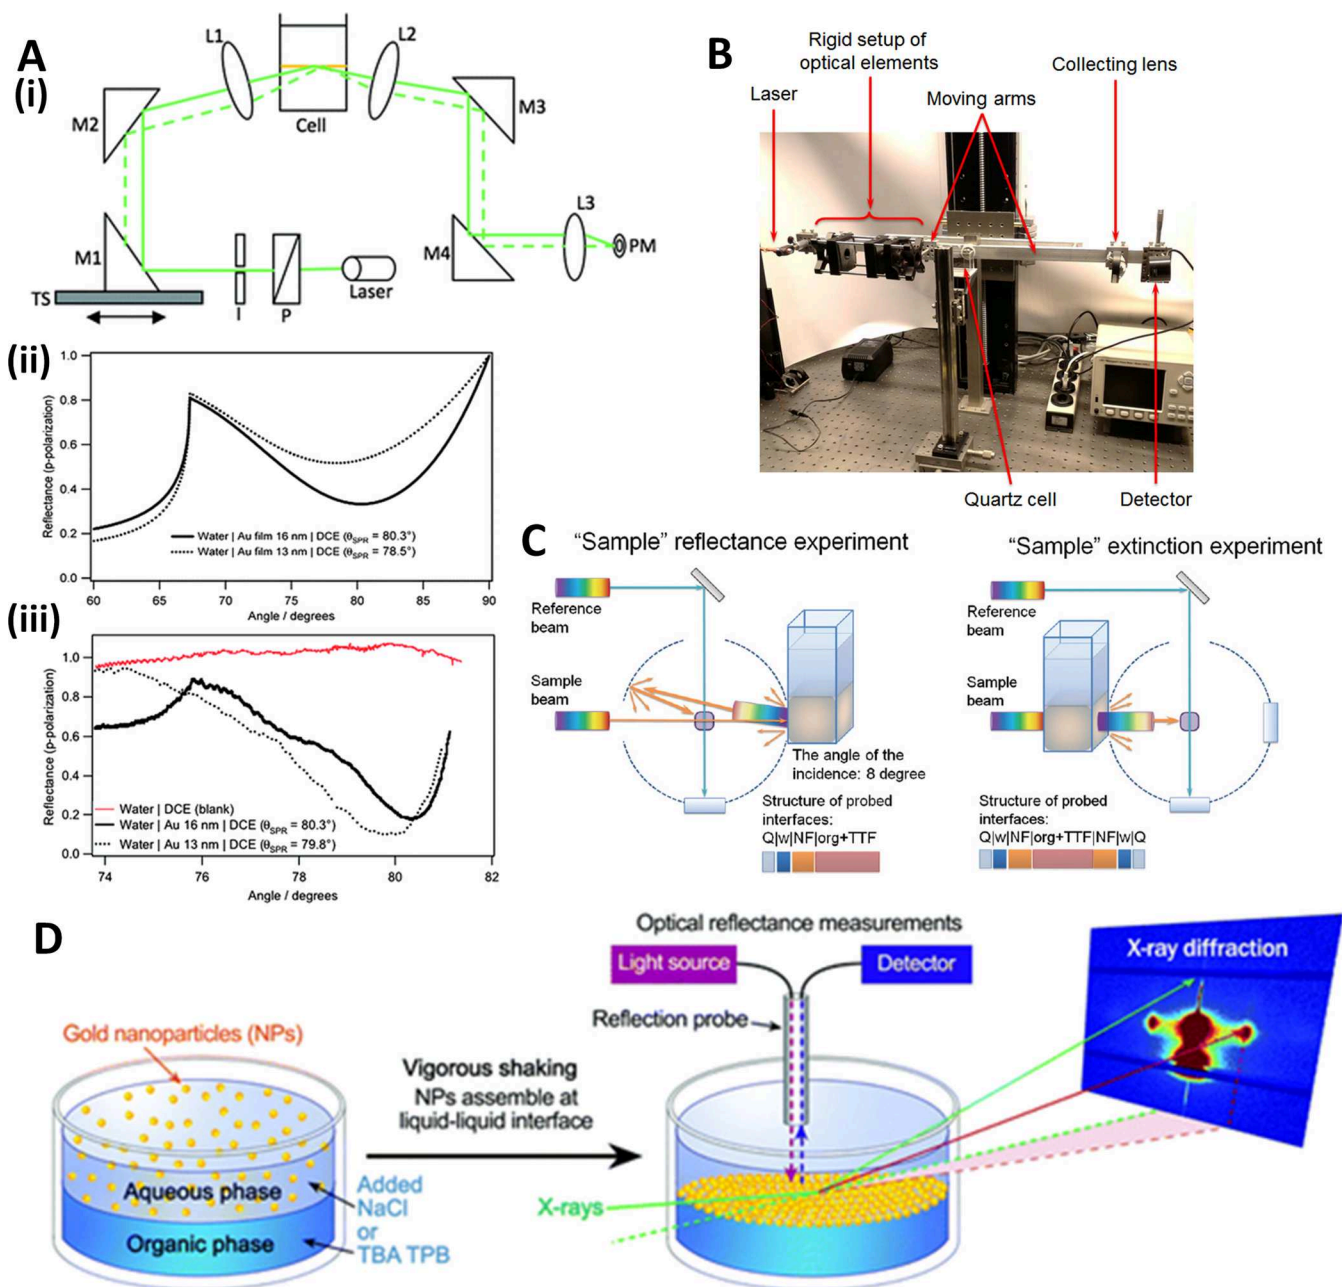 A
(i)
L1
L2
M2
Cell
M3
M1
M4
L3
PM
TS
I
P
Laser
B
Rigid setup of
optical elements
Collecting lens
Laser
Moving arms
Quartz cell
Detector
(ii)
Reflectance (p-polarization)
1.0
0.8
0.6
0.4
0.2
0.0
Water | Au film 16 nm | DCE (θSPR = 80.3°)
Water | Au film 13 nm | DCE (θSPR = 78.5°)
60 65 70 75 80 85 90
Angle / degrees
(iii)
Reflectance (p-polarization)
1.0
0.8
0.6
0.4
0.2
0.0
Water | DCE (blank)
Water | Au 16 nm | DCE (θSPR = 80.3°)
Water | Au 13 nm | DCE (θSPR = 79.8°)
74 76 78 80 82
Angle / degrees
C
“Sample” reflectance experiment
Reference
beam
Sample
beam
The angle of the
incidence: 8 degree
Structure of probed
interfaces:
Q|w|NF|org+TTF
“Sample” extinction experiment
Reference
beam
Sample
beam
Structure of probed
interfaces:
Q|w|NF|org+TTF|NF|w|Q
D
Gold nanoparticles (NPs)
Aqueous phase
Organic phase
Added
NaCl
or
TBA TPB
Vigorous shaking
NPs assemble at
liquid-liquid interface
Optical reflectance measurements
Light source
Detector
Reflection probe
X-rays
X-ray diffraction